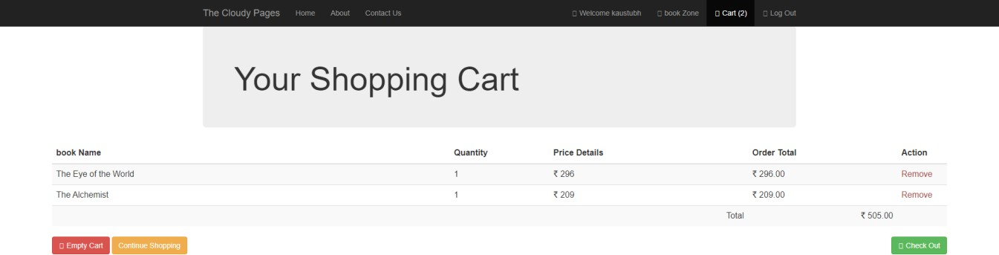 The Cloudy Pages Home About Contact Us Welcome kaustubh book Zone Cart (2) Log Out
Your Shopping Cart
book Name Quantity Price Details Order Total Action
The Eye of the World 1 ₹ 296 ₹ 296.00 Remove
The Alchemist 1 ₹ 209 ₹ 209.00 Remove
Total ₹ 505.00
Empty Cart Continue Shopping Check Out